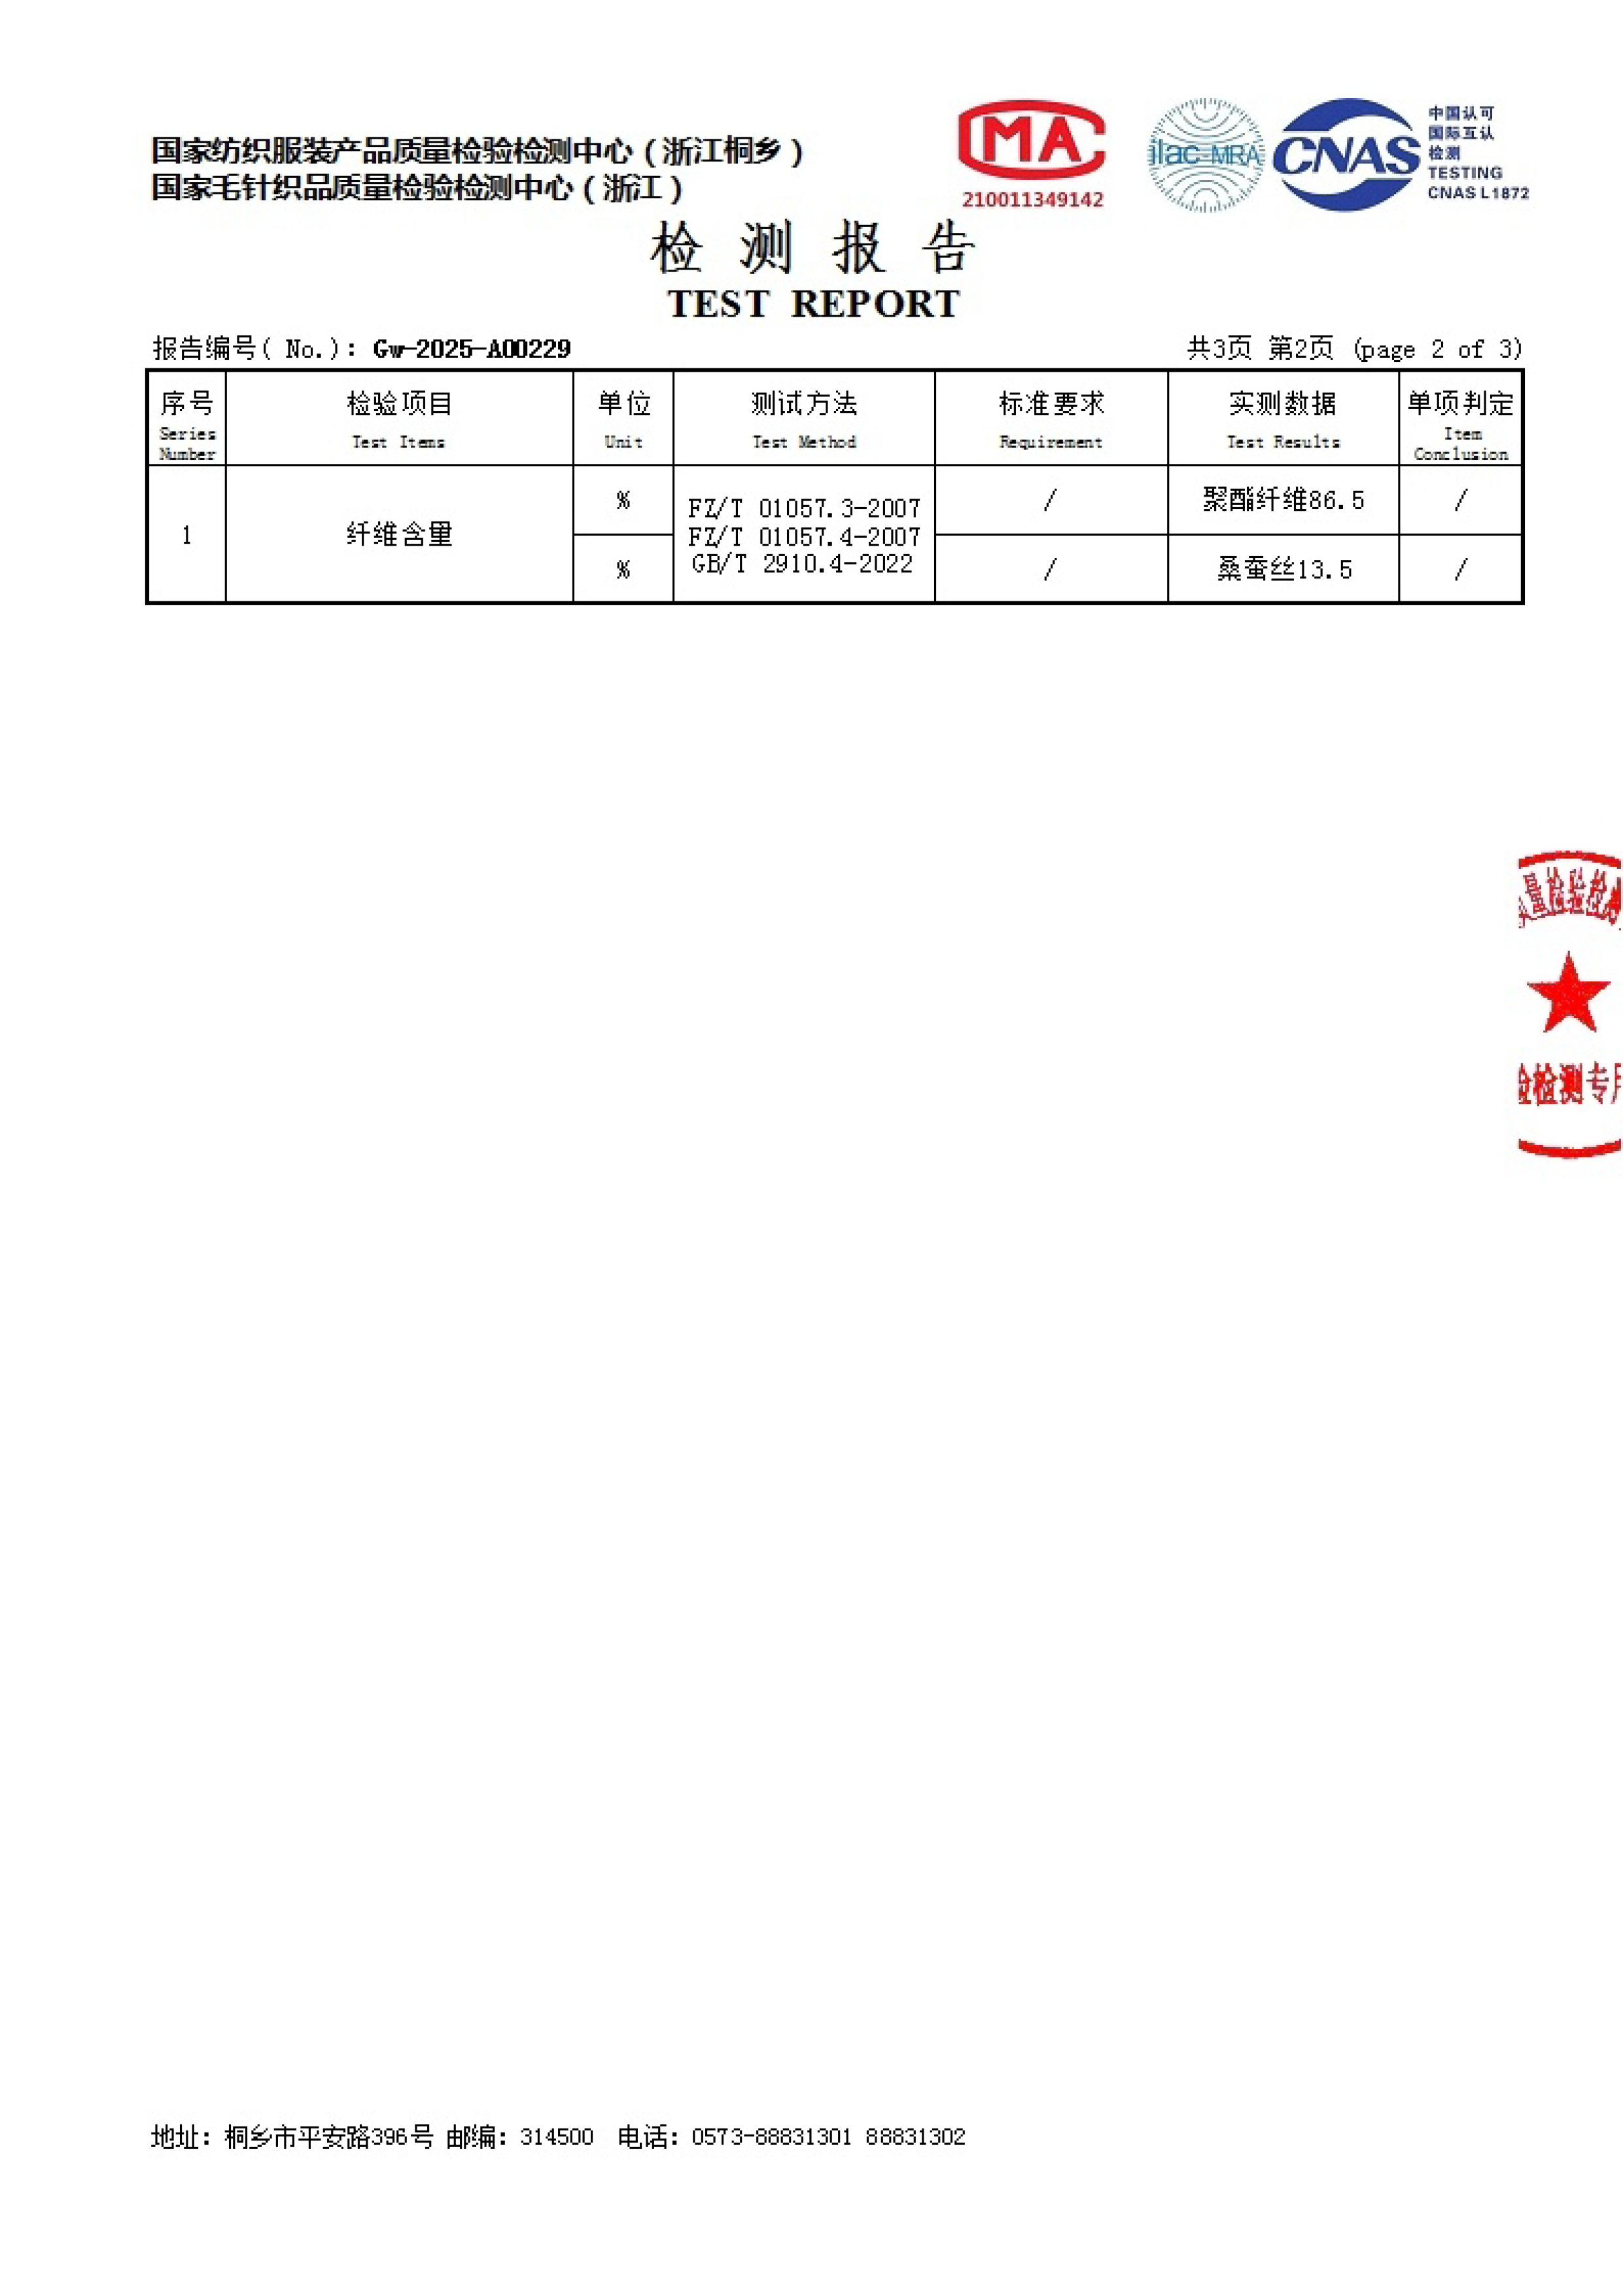 国家纺织服装产品质量检验检测中心（浙江桐乡）
国家毛针织品质量检验检测中心（浙江）
MA
210011349142
ilac-MRA
CNAS
中国认可
国际互认
检测
TESTING
CNAS L1872
检 测 报 告
TEST REPORT
报告编号( No.): Gw-2025-A00229
共3页 第2页 (page 2 of 3)
序号 Series Number
检验项目 Test Items
单位 Unit
测试方法 Test Method
标准要求 Requirement
实测数据 Test Results
单项判定 Item Conclusion
1
纤维含量
%
FZ/T 01057.3-2007
FZ/T 01057.4-2007
GB/T 2910.4-2022
/
聚酯纤维86.5
/
%
/
桑蚕丝13.5
/
量检验检
检测专
地址: 桐乡市平安路396号 邮编: 314500 电话: 0573-88831301 88831302